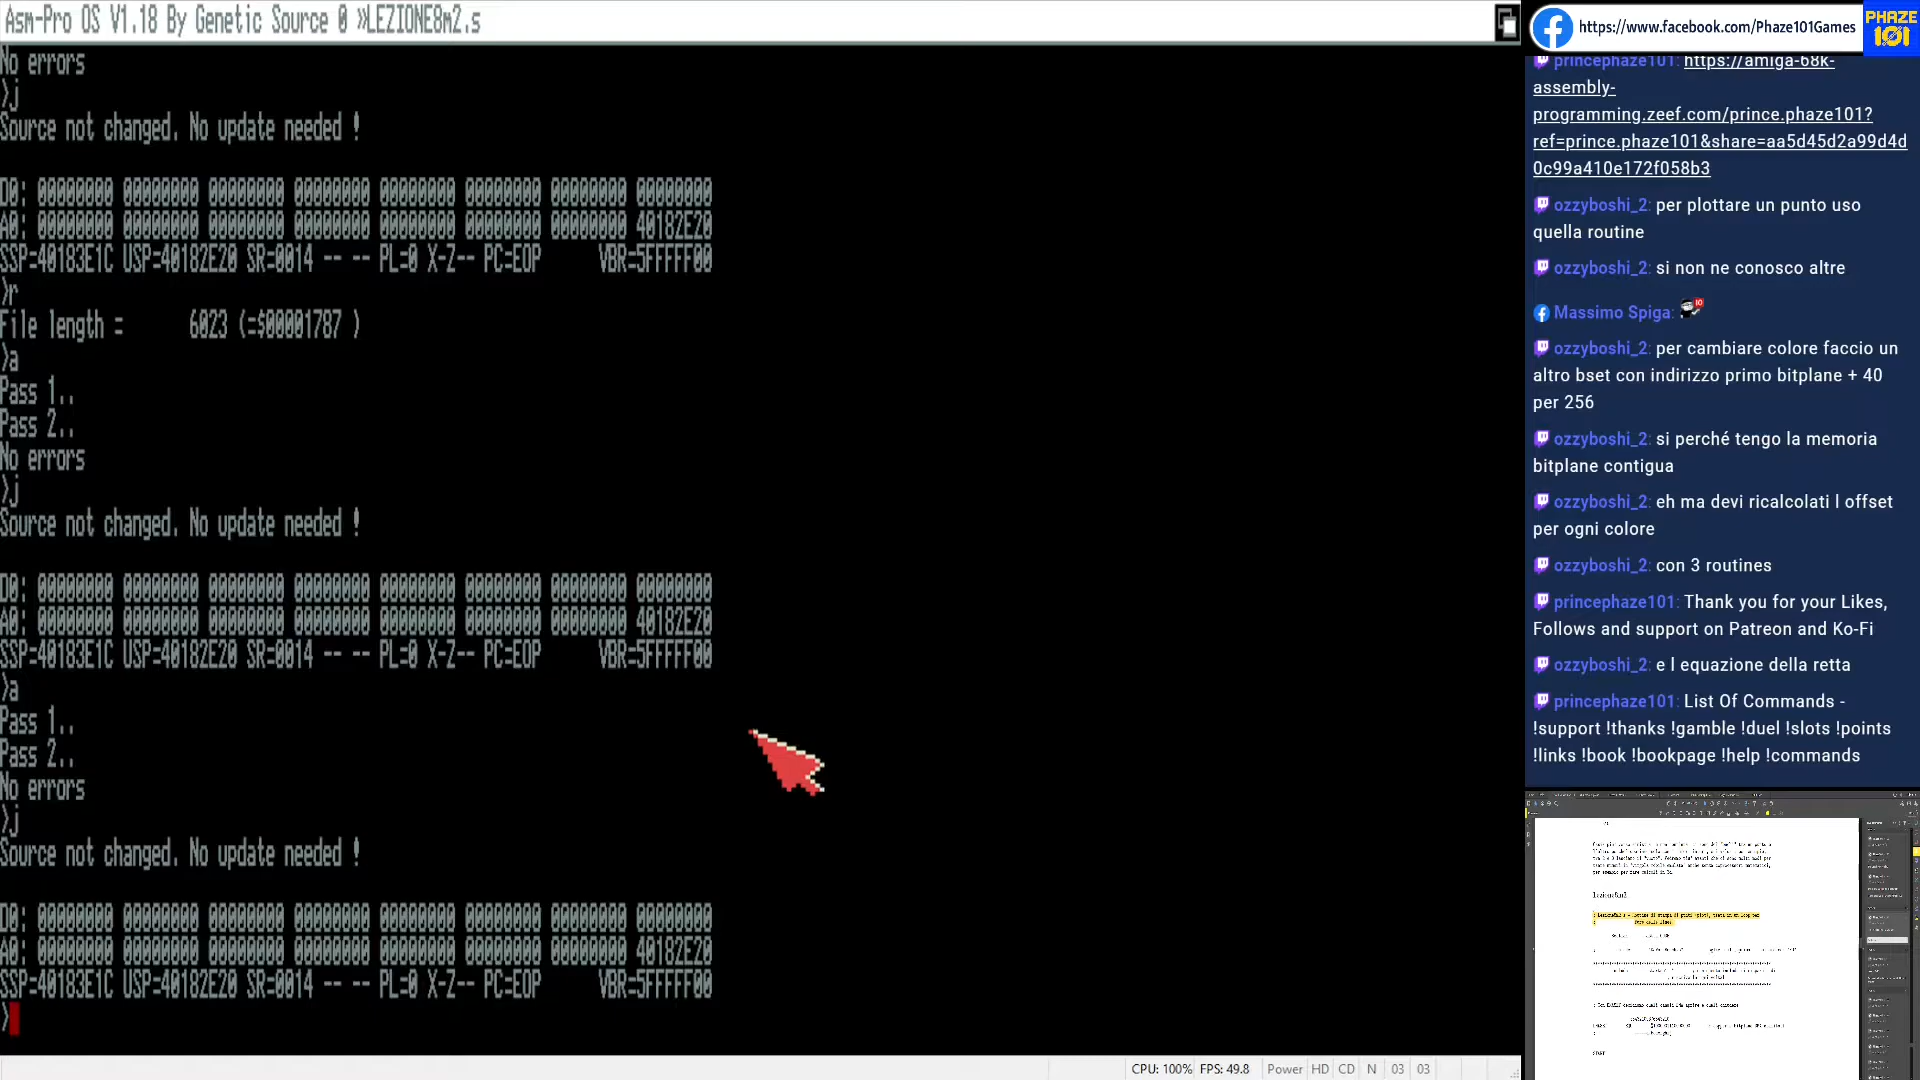 Asm-Pro OS V1.18 By Genetic Source 0 »LEZIONE8m2.s
No errors
>j
Source not changed. No update needed !
D0: 00000000 00000000 00000000 00000000 00000000 00000000 00000000 00000000
A0: 00000000 00000000 00000000 00000000 00000000 00000000 00000000 40182E20
SSP=40183E1C USP=40182E20 SR=0014 -- -- PL=0 X-Z-- PC=EOP VBR=5FFFFF00
>r
File length = 6023 (=$00001787 )
>a
Pass 1..
Pass 2..
No errors
>j
Source not changed. No update needed !
D0: 00000000 00000000 00000000 00000000 00000000 00000000 00000000 00000000
A0: 00000000 00000000 00000000 00000000 00000000 00000000 00000000 40182E20
SSP=40183E1C USP=40182E20 SR=0014 -- -- PL=0 X-Z-- PC=EOP VBR=5FFFFF00
>a
Pass 1..
Pass 2..
No errors
>j
Source not changed. No update needed !
D0: 00000000 00000000 00000000 00000000 00000000 00000000 00000000 00000000
A0: 00000000 00000000 00000000 00000000 00000000 00000000 00000000 40182E20
SSP=40183E1C USP=40182E20 SR=0014 -- -- PL=0 X-Z-- PC=EOP VBR=5FFFFF00
>
CPU: 100% FPS: 49.8 Power HD CD N 03 03
https://www.facebook.com/Phaze101Games
PHAZE
101
princephaze101: https://amiga-68k-
assembly-
programming.zeef.com/prince.phaze101?
ref=prince.phaze101&share=aa5d45d2a99d4d
0c99a410e172f058b3
ozzyboshi_2: per plottare un punto uso
quella routine
ozzyboshi_2: si non ne conosco altre
Massimo Spiga: 10
ozzyboshi_2: per cambiare colore faccio un
altro bset con indirizzo primo bitplane + 40
per 256
ozzyboshi_2: si perché tengo la memoria
bitplane contigua
ozzyboshi_2: eh ma devi ricalcolati l offset
per ogni colore
ozzyboshi_2: con 3 routines
princephaze101: Thank you for your Likes,
Follows and support on Patreon and Ko-Fi
ozzyboshi_2: e l equazione della retta
princephaze101: List Of Commands -
!support !thanks !gamble !duel !slots !points
!links !book !bookpage !help !commands
Lezione8m2
START